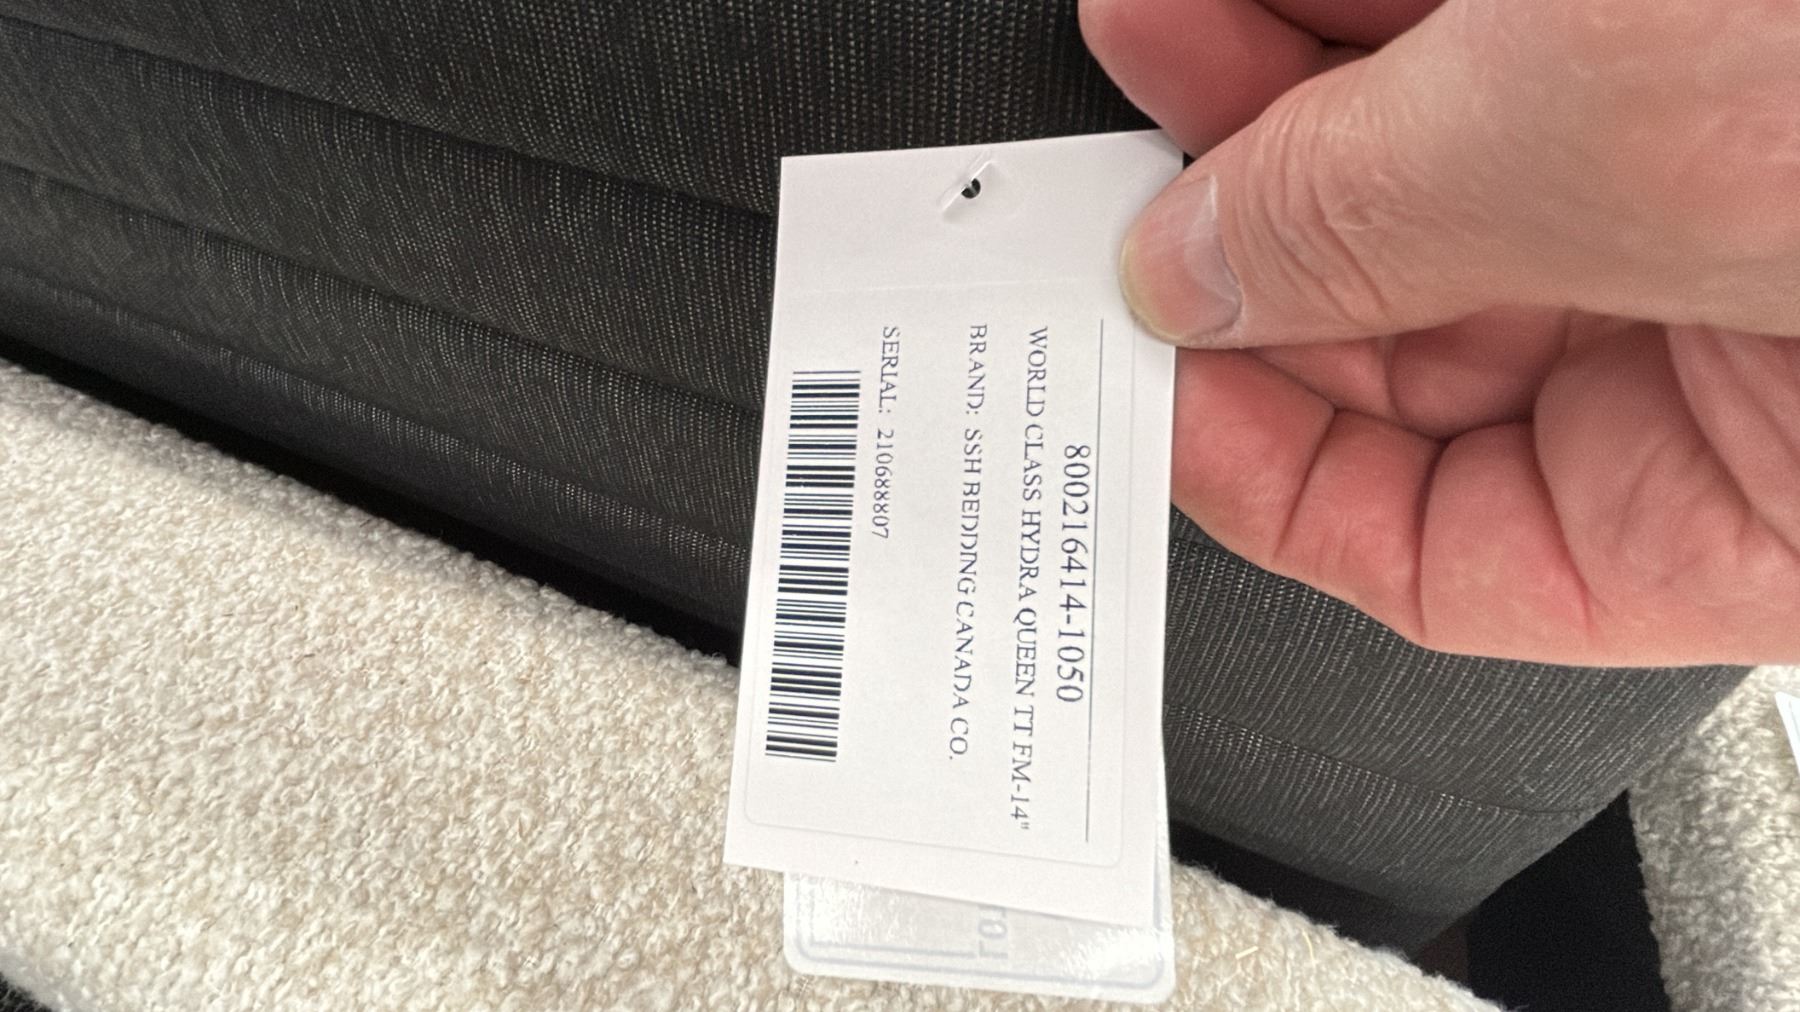 800216414-1050
WORLD CLASS HYDRA QUEEN TT FM-14"
BRAND: SSH BEDDING CANADA CO.
SERIAL: 210688807